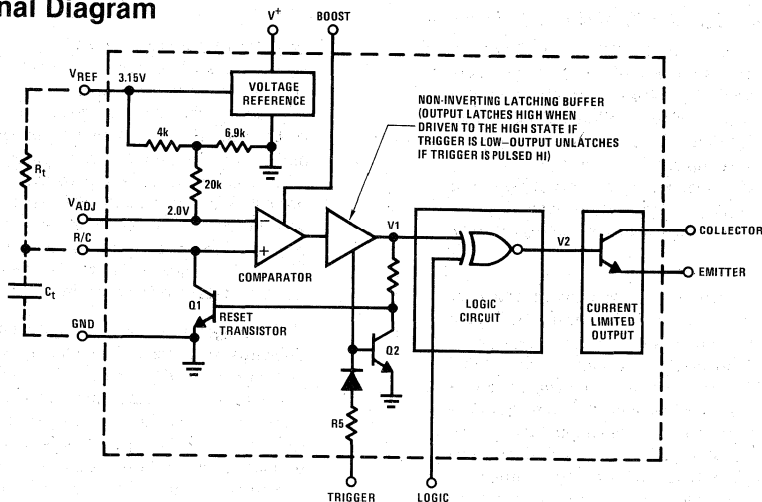 nal Diagram
V+
BOOST
VREF
3.15V
VOLTAGE
REFERENCE
4k
6.9k
20k
NON-INVERTING LATCHING BUFFER
(OUTPUT LATCHES HIGH WHEN
DRIVEN TO THE HIGH STATE IF
TRIGGER IS LOW–OUTPUT UNLATCHES
IF TRIGGER IS PULSED HI)
Rt
VADJ
2.0V
R/C
−
+
COMPARATOR
V1
V2
COLLECTOR
EMITTER
Ct
GND
Q1
RESET
TRANSISTOR
Q2
LOGIC
CIRCUIT
CURRENT
LIMITED
OUTPUT
R5
TRIGGER
LOGIC